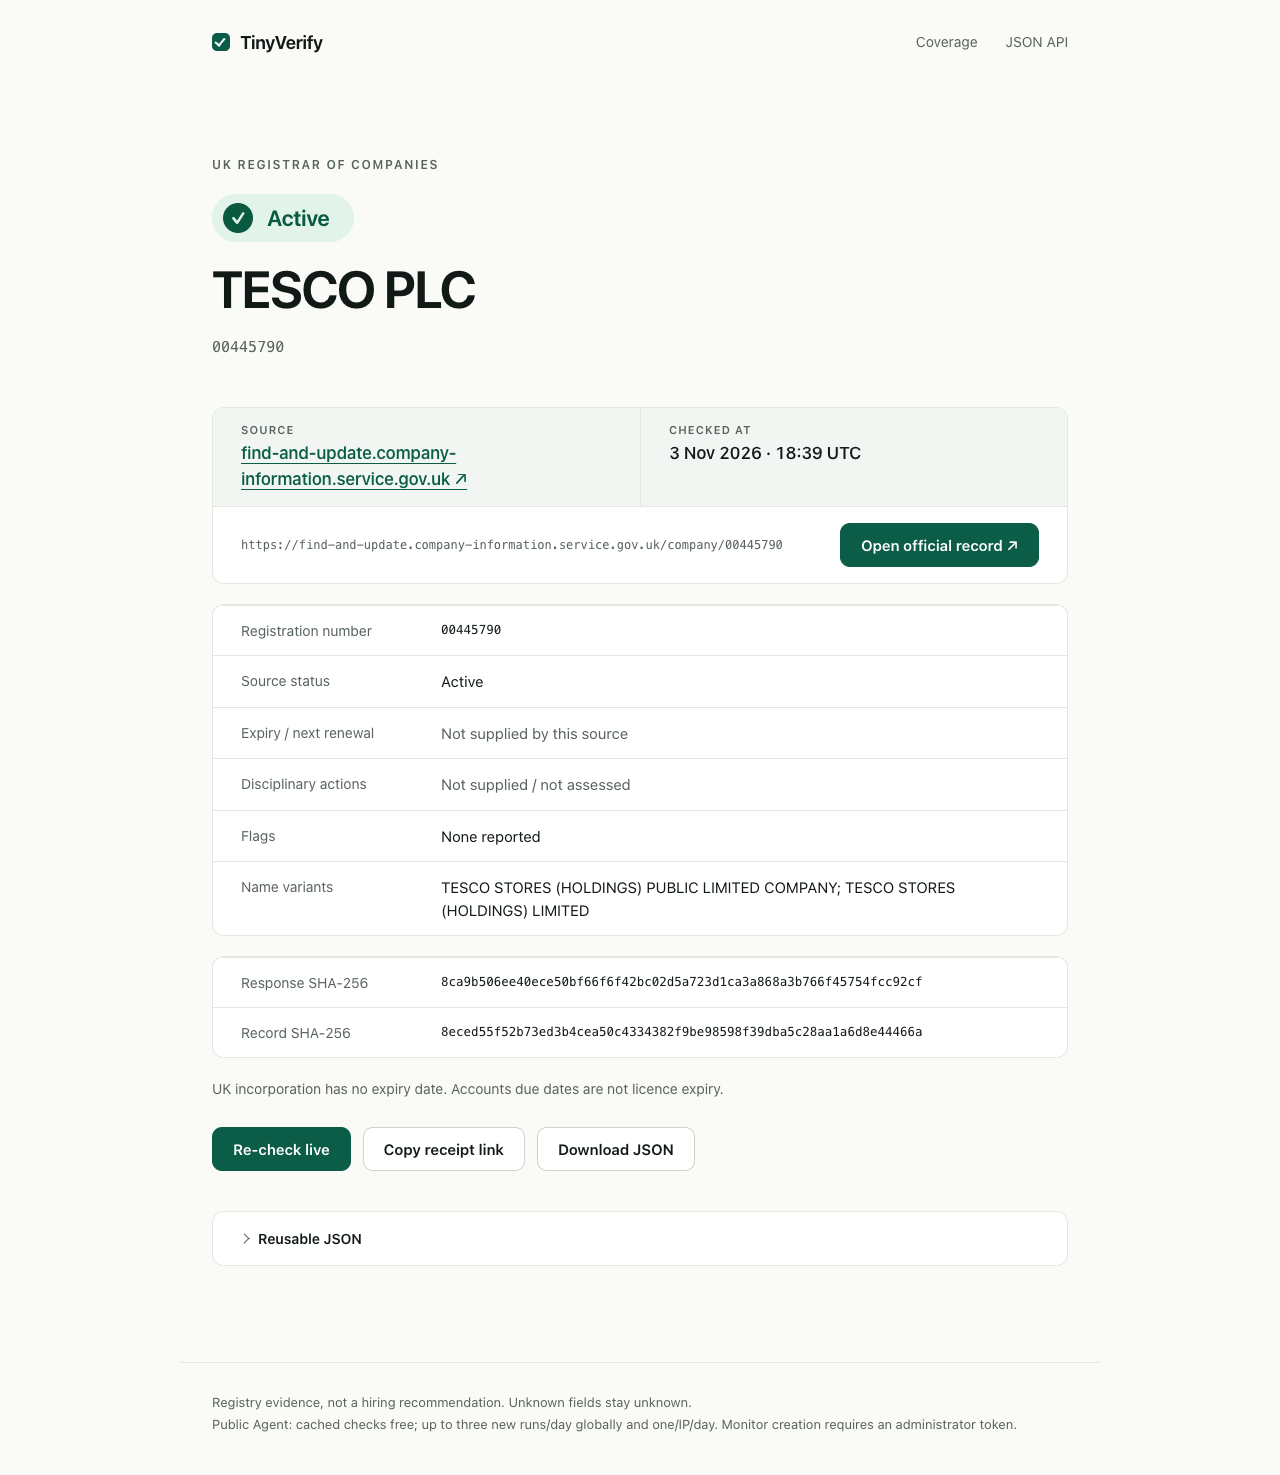 TinyVerify
Coverage
JSON API
UK REGISTRAR OF COMPANIES
Active
TESCO PLC
00445790
SOURCE
find-and-update.company-
information.service.gov.uk ↗
CHECKED AT
3 Nov 2026 · 18:39 UTC
https://find-and-update.company-information.service.gov.uk/company/00445790
Open official record ↗
Registration number
00445790
Source status
Active
Expiry / next renewal
Not supplied by this source
Disciplinary actions
Not supplied / not assessed
Flags
None reported
Name variants
TESCO STORES (HOLDINGS) PUBLIC LIMITED COMPANY; TESCO STORES
(HOLDINGS) LIMITED
Response SHA-256
8ca9b506ee40ece50bf66f6f42bc02d5a723d1ca3a868a3b766f45754fcc92cf
Record SHA-256
8eced55f52b73ed3b4cea50c4334382f9be98598f39dba5c28aa1a6d8e44466a
UK incorporation has no expiry date. Accounts due dates are not licence expiry.
Re-check live
Copy receipt link
Download JSON
Reusable JSON
Registry evidence, not a hiring recommendation. Unknown fields stay unknown.
Public Agent: cached checks free; up to three new runs/day globally and one/IP/day. Monitor creation requires an administrator token.